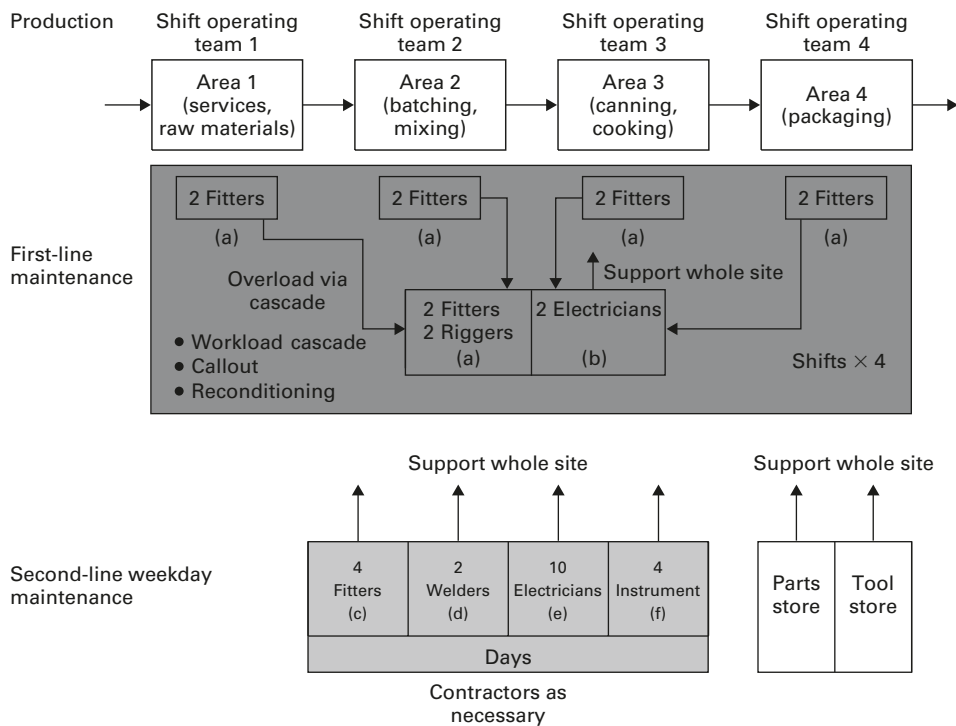 Production
Shift operating
team 1
Shift operating
team 2
Shift operating
team 3
Shift operating
team 4
Area 1
(services,
raw materials)
Area 2
(batching,
mixing)
Area 3
(canning,
cooking)
Area 4
(packaging)
First-line
maintenance
2 Fitters
(a)
2 Fitters
(a)
2 Fitters
(a)
2 Fitters
(a)
Overload via
cascade
Support whole site
2 Fitters
2 Riggers
(a)
2 Electricians
(b)
• Workload cascade
• Callout
• Reconditioning
Shifts × 4
Support whole site
Support whole site
Second-line weekday
maintenance
4
Fitters
(c)
2
Welders
(d)
10
Electricians
(e)
4
Instrument
(f)
Days
Parts
store
Tool
store
Contractors as
necessary